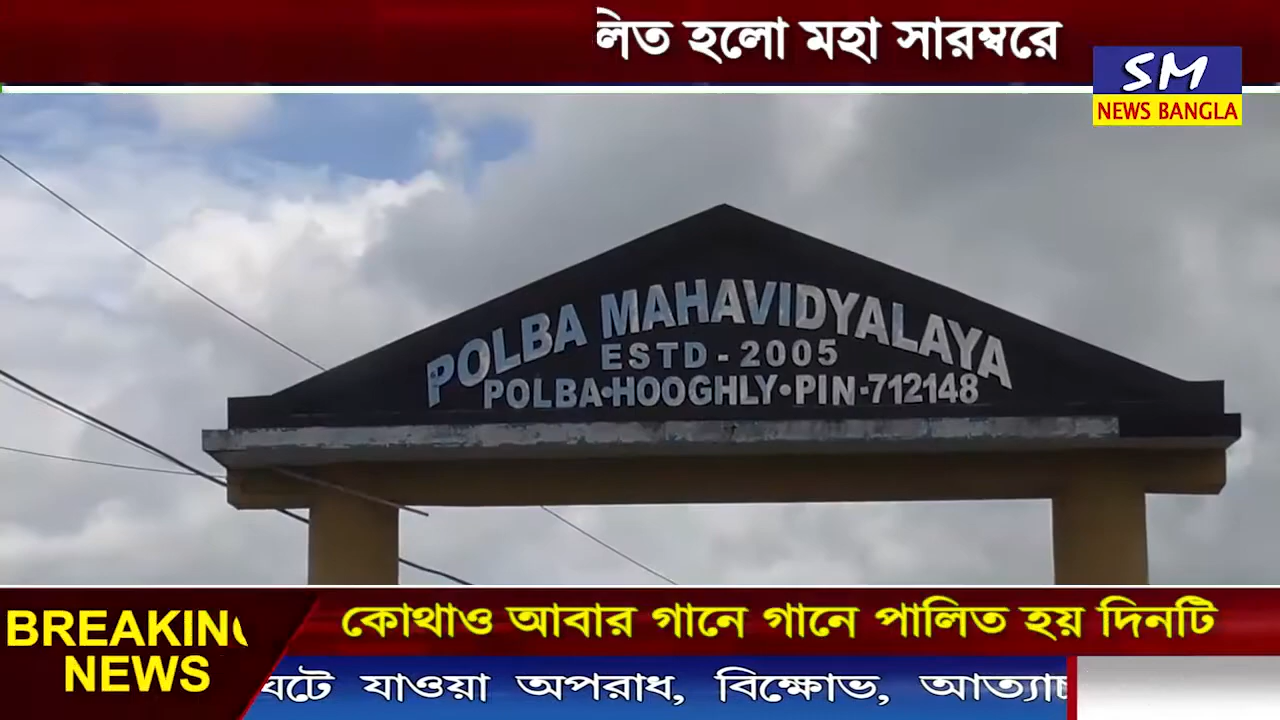 লিত হলো মহা সারম্বরে
SM
NEWS BANGLA
POLBA MAHAVIDYALAYA
ESTD - 2005
POLBA•HOOGHLY•PIN-712148
BREAKING
NEWS
কোথাও আবার গানে গানে পালিত হয় দিনটি
ঘটে যাওয়া অপরাধ, বিক্ষোভ,